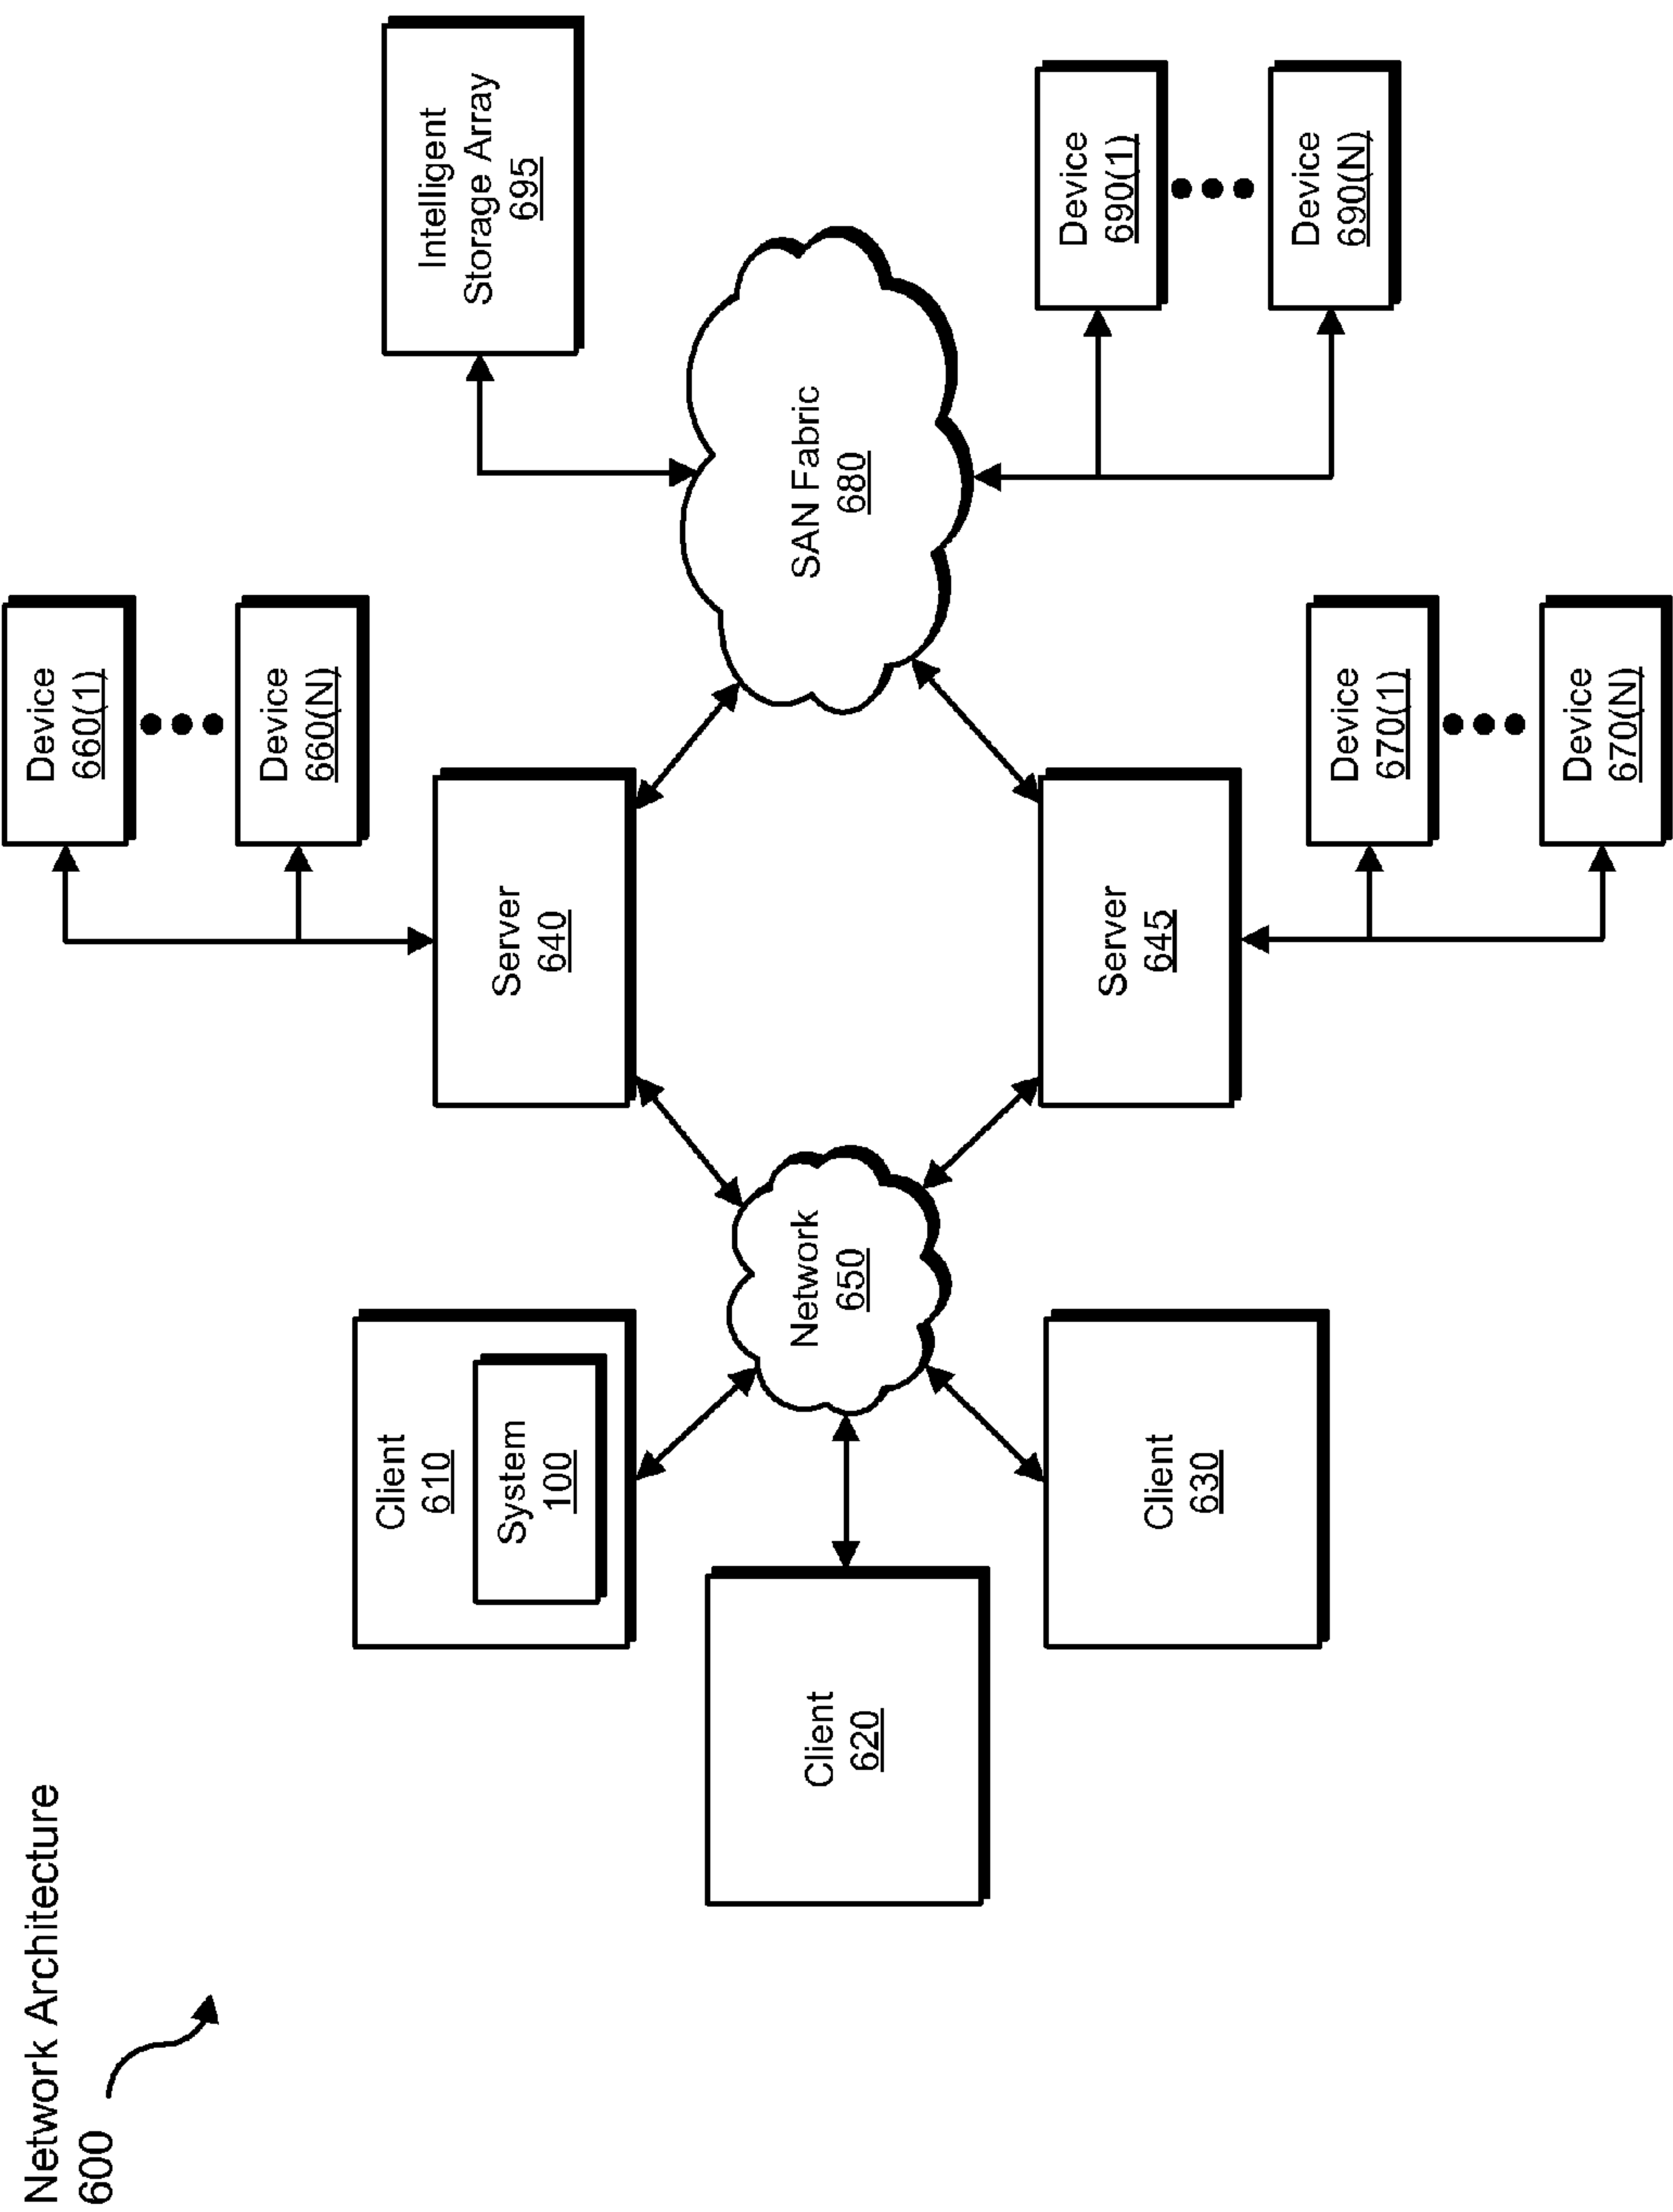 Network Architecture
600
Client
610
System
100
Client
620
Client
630
Network
650
Server
640
Server
645
Device
660(1)
Device
660(N)
Device
670(1)
Device
670(N)
SAN Fabric
680
Intelligent
Storage Array
695
Device
690(1)
Device
690(N)